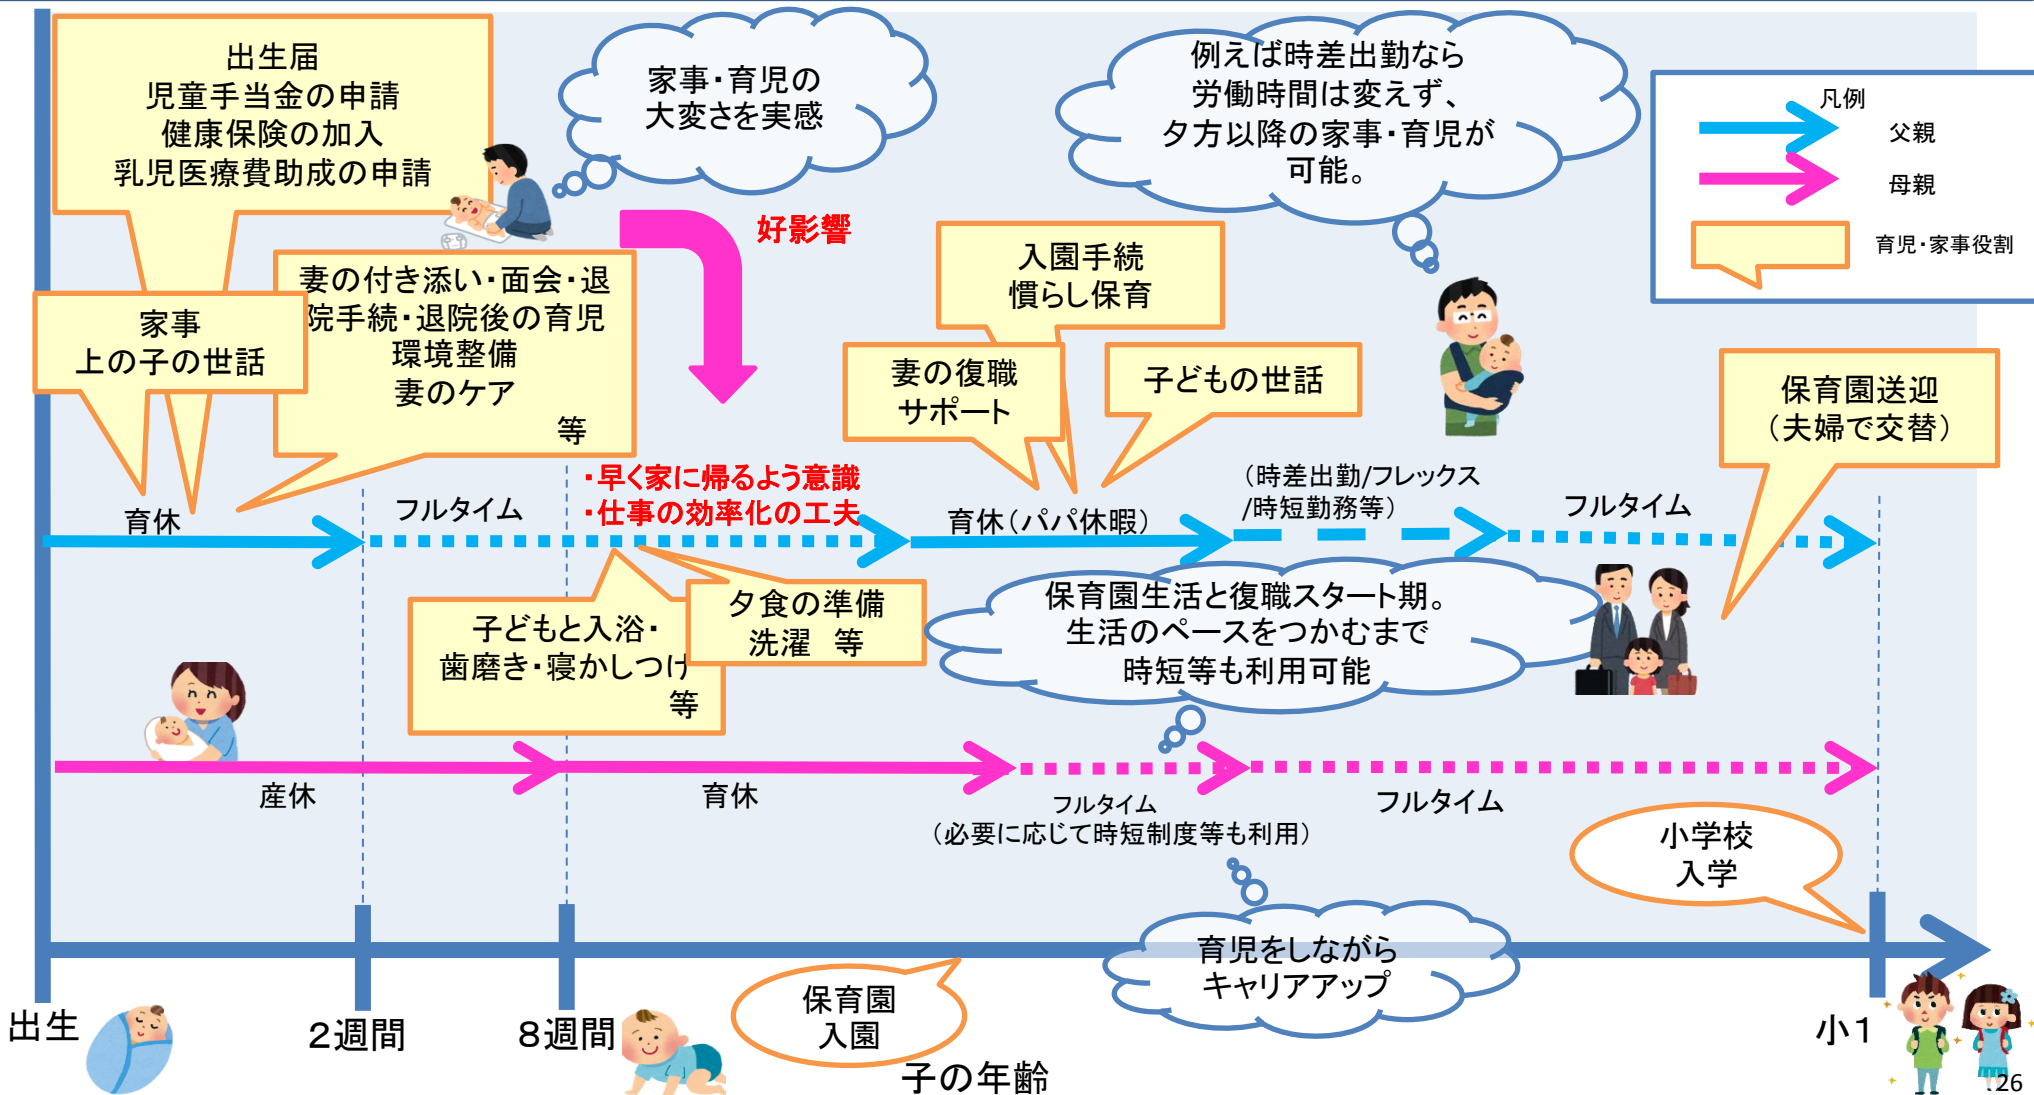 出生届
児童手当金の申請
健康保険の加入
乳児医療費助成の申請
家事・育児の
大変さを実感
例えば時差出勤なら
労働時間は変えず、
夕方以降の家事・育児が
可能。
凡例
父親
母親
育児・家事役割
好影響
家事
上の子の世話
妻の付き添い・面会・退
院手続・退院後の育児
環境整備
妻のケア
等
入園手続
慣らし保育
妻の復職
サポート
子どもの世話
保育園送迎
（夫婦で交替）
育休
フルタイム
・早く家に帰るよう意識
・仕事の効率化の工夫
育休（パパ休暇）
（時差出勤/フレックス
/時短勤務等）
フルタイム
子どもと入浴・
歯磨き・寝かしつけ
等
夕食の準備
洗濯　等
保育園生活と復職スタート期。
生活のペースをつかむまで
時短等も利用可能
産休
育休
フルタイム
（必要に応じて時短制度等も利用）
フルタイム
小学校
入学
育児をしながら
キャリアアップ
保育園
入園
出生
２週間
８週間
小１
子の年齢
26